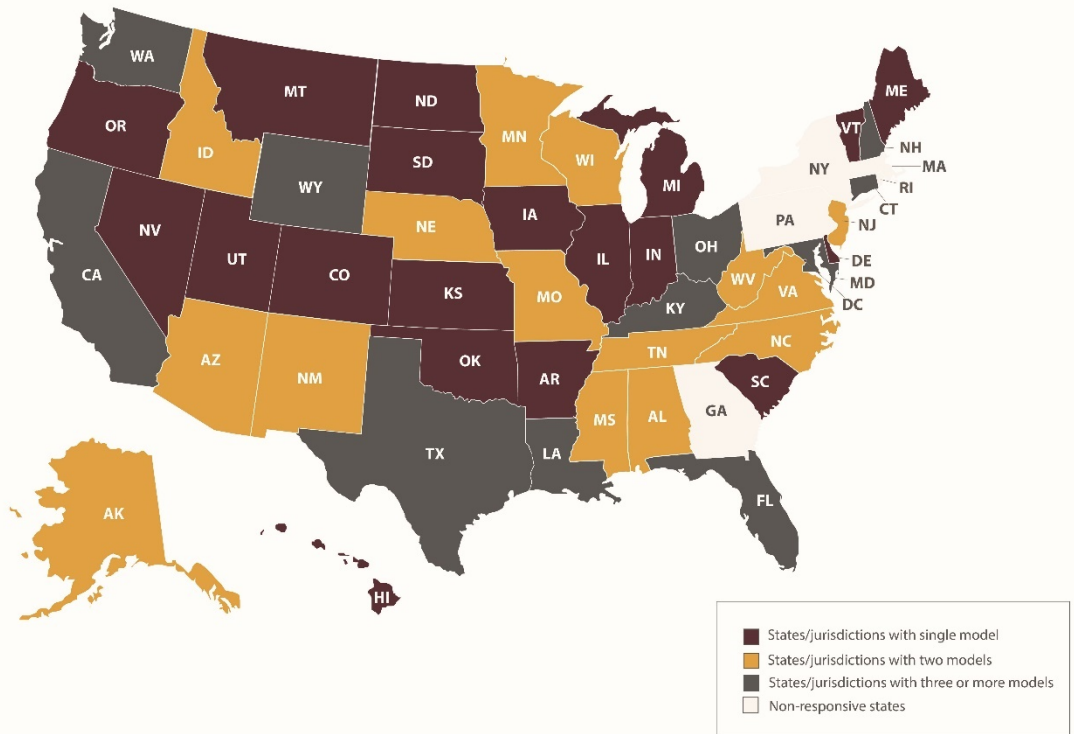 WA
MT
ND
ME
OR
MN
VT
ID
NH
WI
SD
MA
NY
WY
MI
RI
CT
IA
PA
NE
NJ
NV
OH
IL
IN
UT
DE
CA
CO
WV
MD
KS
MO
VA
DC
KY
NC
TN
AZ
OK
NM
AR
SC
GA
MS
AL
TX
LA
FL
AK
HI
States/jurisdictions with single model
States/jurisdictions with two models
States/jurisdictions with three or more models
Non-responsive states